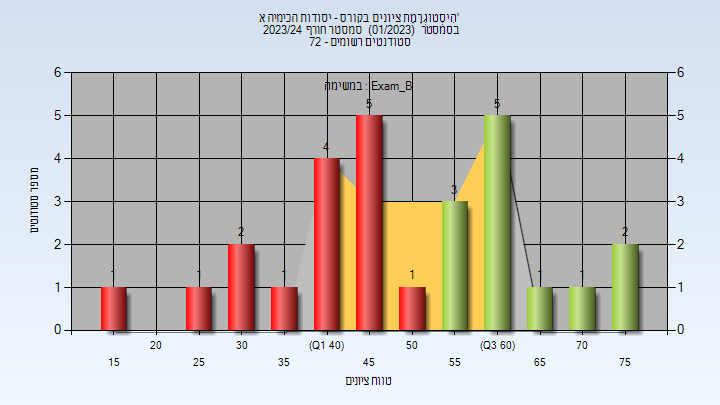 הִיסְטוֹגְרָמַת ציונים בקורס - יסודות הכימיה א'
בסמסטר (01/2023) סמסטר חורף 2023/24
סטודנטים רשומים - 72
במשימה : Exam_B
מספר סטודנטים
6 6
5 5
4 4
3 3
2 2
1 1
0 0
1 1 2 1 4 5 1 3 5 1 1 2
20 30 (Q1 40) 50 (Q3 60) 70
15 25 35 45 55 65 75
טווח ציונים